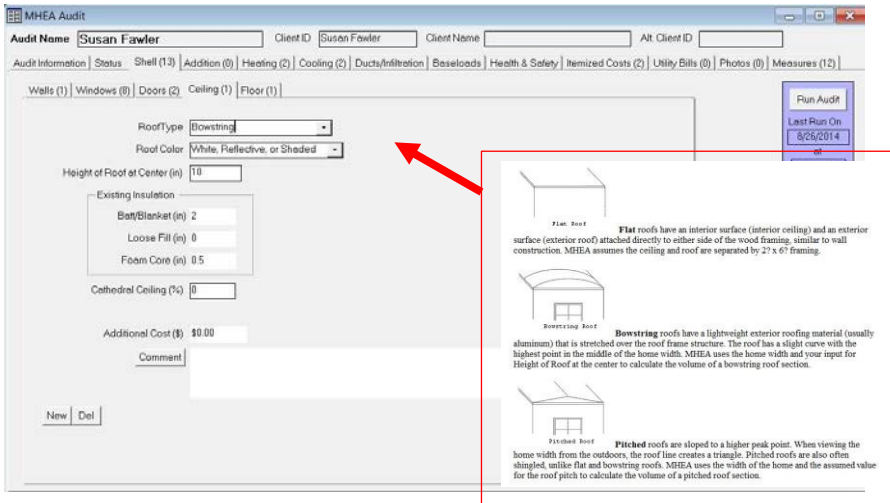 MHEA Audit
Audit Name Susan Fawler Client ID Susan Fawler Client Name Alt. Client ID
Audit Information Status Shell (13) Addition (0) Heating (2) Cooling (2) Ducts/Infiltration Baseloads Health & Safety Itemized Costs (2) Utility Bills (0) Photos (0) Measures (12)
Walls (1) Windows (8) Doors (2) Ceiling (1) Floor (1)
Run Audit
Last Run On
8/26/2014
at
RoofType Bowstring
Roof Color White, Reflective, or Shaded
Height of Roof at Center (in) 10
Existing Insulation
Batt/Blanket (in) 2
Loose Fill (in) 0
Foam Core (in) 0.5
Cathedral Ceiling (%) 0
Additional Cost ($) $0.00
Comment
New Del
Flat Roof
Flat roofs have an interior surface (interior ceiling) and an exterior
surface (exterior roof) attached directly to either side of the wood framing, similar to wall
construction. MHEA assumes the ceiling and roof are separated by 2? x 6? framing.
Bowstring Roof
Bowstring roofs have a lightweight exterior roofing material (usually
aluminum) that is stretched over the roof frame structure. The roof has a slight curve with the
highest point in the middle of the home width. MHEA uses the home width and your input for
Height of Roof at the center to calculate the volume of a bowstring roof section.
Pitched Roof
Pitched roofs are sloped to a higher peak point. When viewing the
home width from the outdoors, the roof line creates a triangle. Pitched roofs are also often
shingled, unlike flat and bowstring roofs. MHEA uses the width of the home and the assumed value
for the roof pitch to calculate the volume of a pitched roof section.